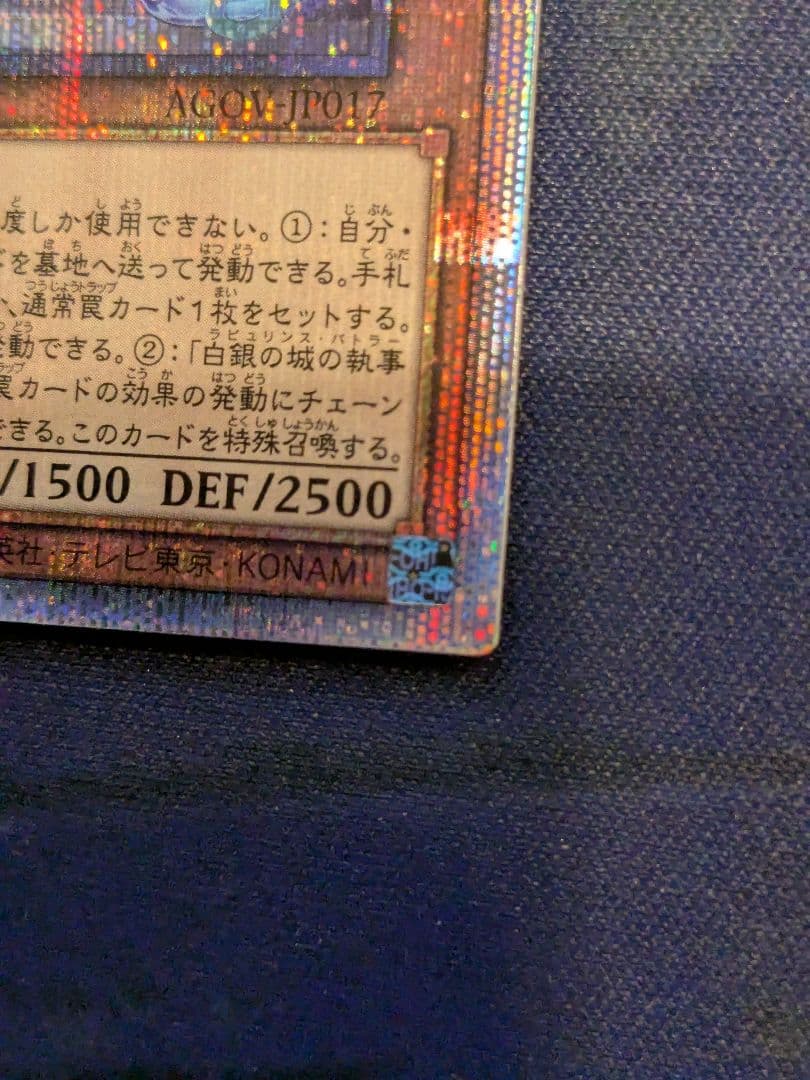 AGOV-JP017
度しか使用できない。①：自分・
を墓地へ送って発動できる。手札
、通常罠カード1枚をセットする。
動できる。②：「白銀の城の執事
罠カードの効果の発動にチェーン
できる。このカードを特殊召喚する。
/1500 DEF/2500
英社・テレビ東京・KONAMI